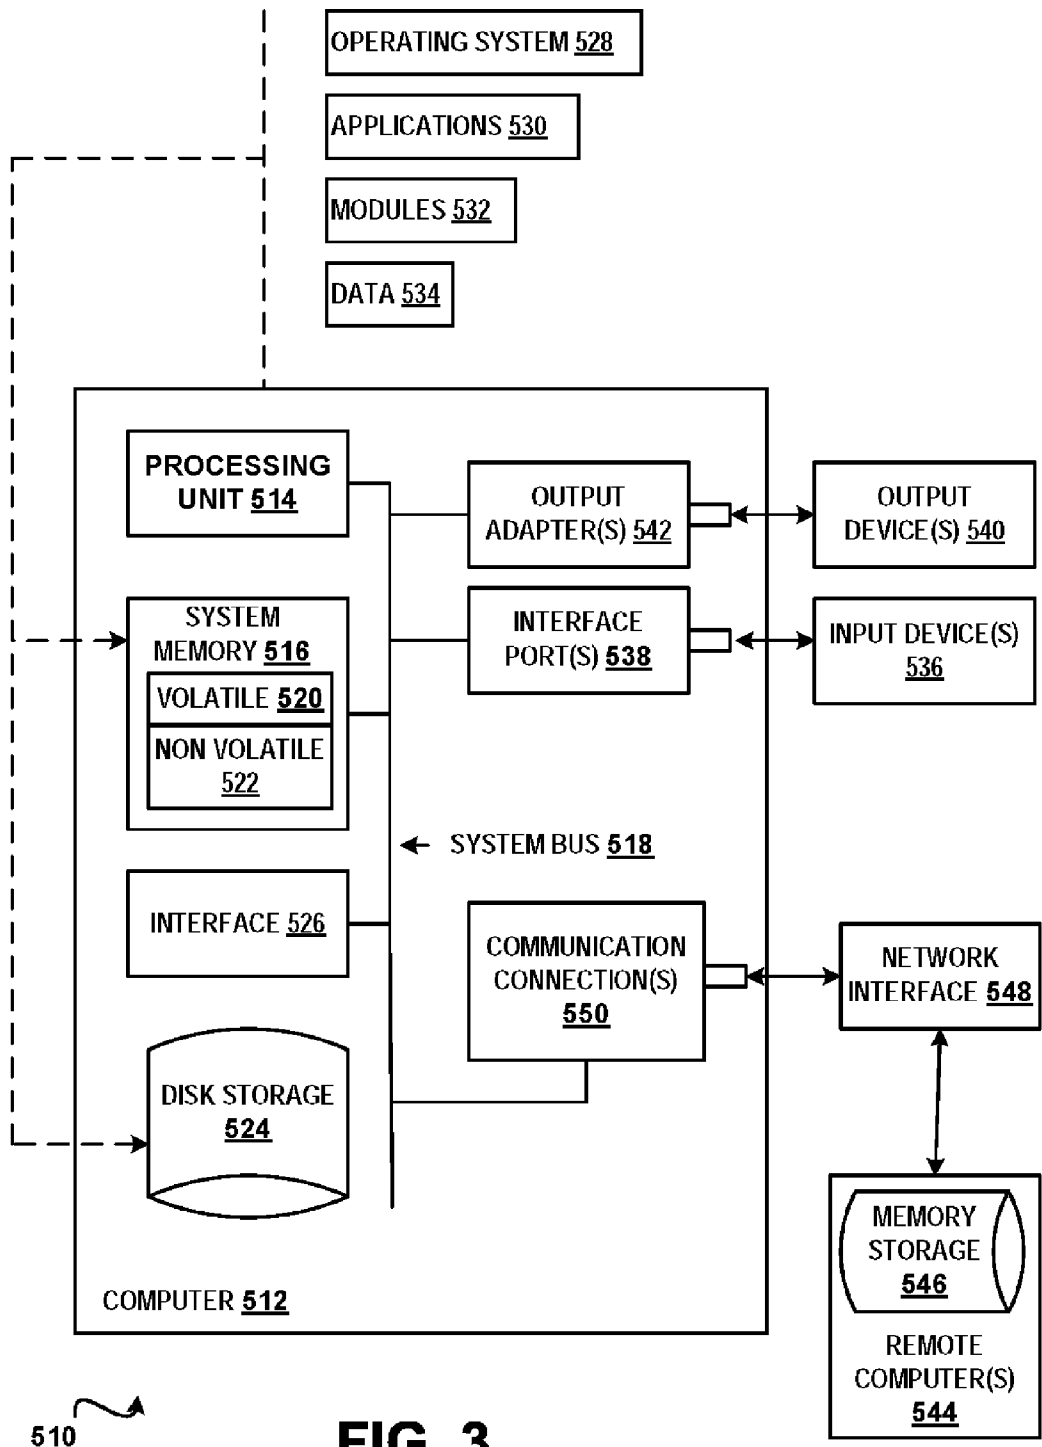 OPERATING SYSTEM 528
APPLICATIONS 530
MODULES 532
DATA 534
PROCESSING
UNIT 514
OUTPUT
ADAPTER(S) 542
OUTPUT
DEVICE(S) 540
SYSTEM
MEMORY 516
VOLATILE 520
NON VOLATILE
522
INTERFACE
PORT(S) 538
INPUT DEVICE(S)
536
SYSTEM BUS 518
INTERFACE 526
COMMUNICATION
CONNECTION(S)
550
NETWORK
INTERFACE 548
DISK STORAGE
524
MEMORY
STORAGE
546
REMOTE
COMPUTER(S)
544
COMPUTER 512
510
FIG. 3